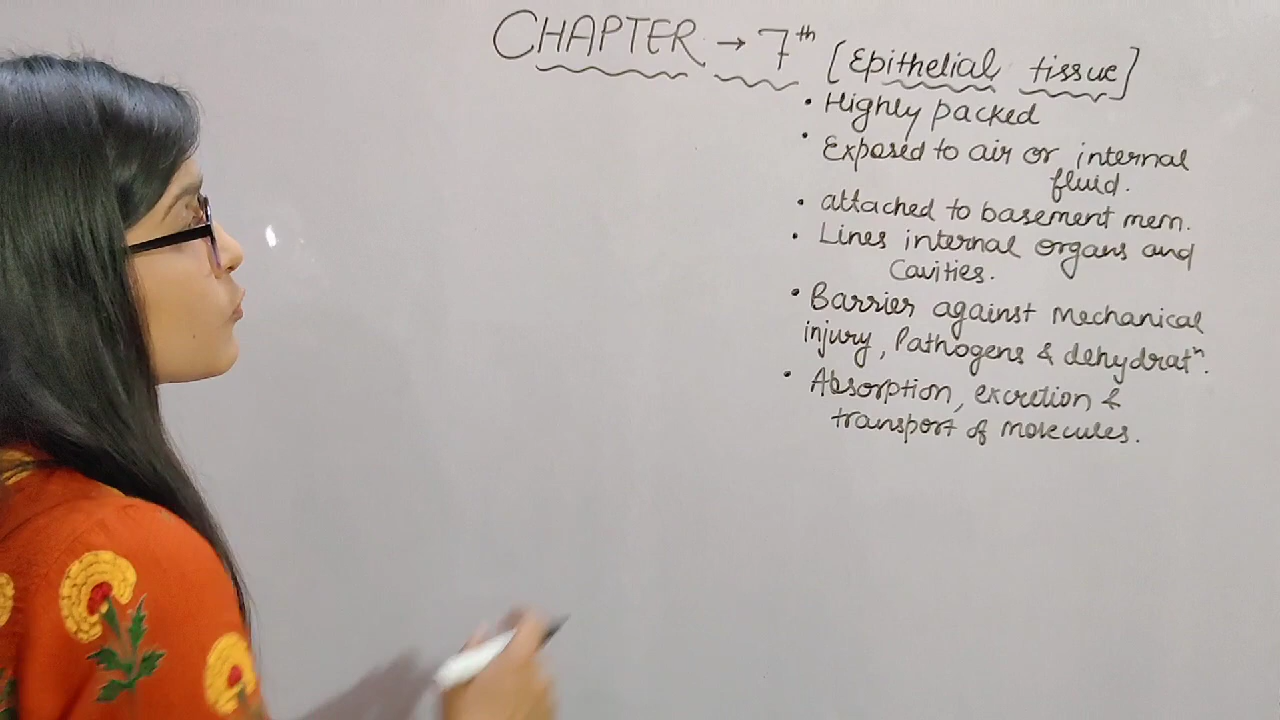 CHAPTER → 7th [Epithelial tissue]
• Highly packed
• Exposed to air or internal
fluid.
• attached to basement mem.
• Lines internal organs and
Cavities.
• Barrier against mechanical
injury, Pathogens & dehydratⁿ.
• Absorption, excretion &
transport of molecules.